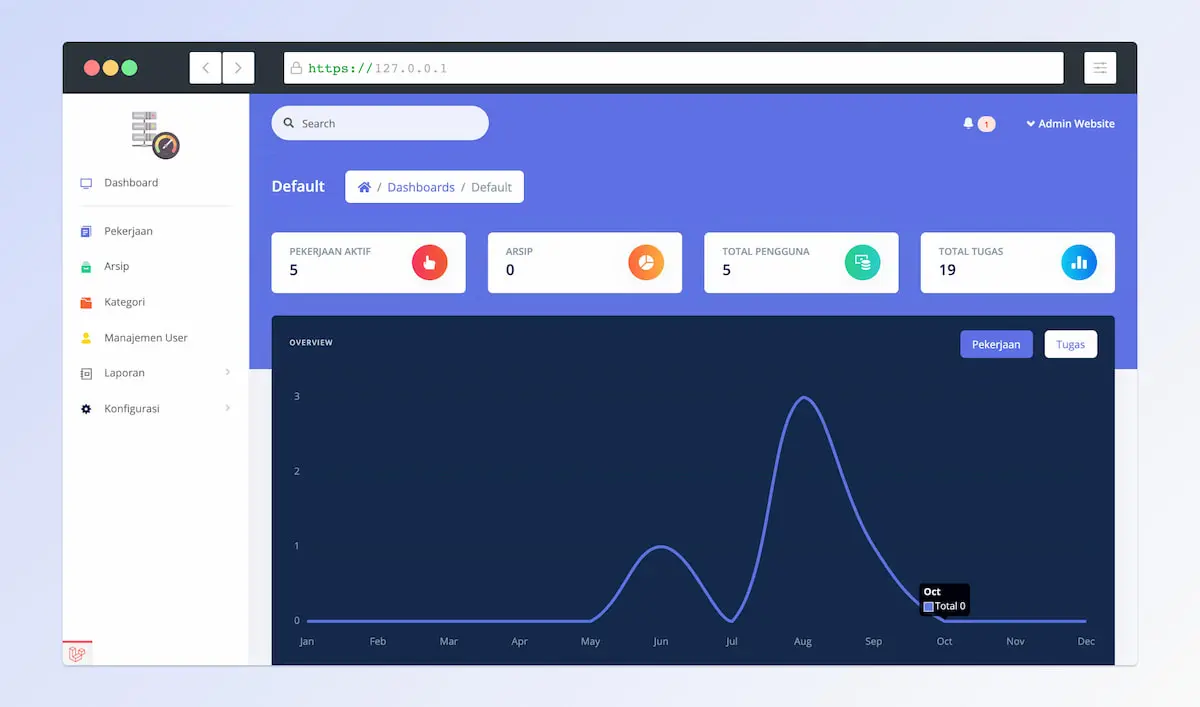 https://127.0.0.1
Search
1
Admin Website
Dashboard
Pekerjaan
Arsip
Kategori
Manajemen User
Laporan
Konfigurasi
Default
/ Dashboards / Default
PEKERJAAN AKTIF
5
ARSIP
0
TOTAL PENGGUNA
5
TOTAL TUGAS
19
OVERVIEW
Pekerjaan
Tugas
3
2
1
0
Oct
Total 0
Jan Feb Mar Apr May Jun Jul Aug Sep Oct Nov Dec